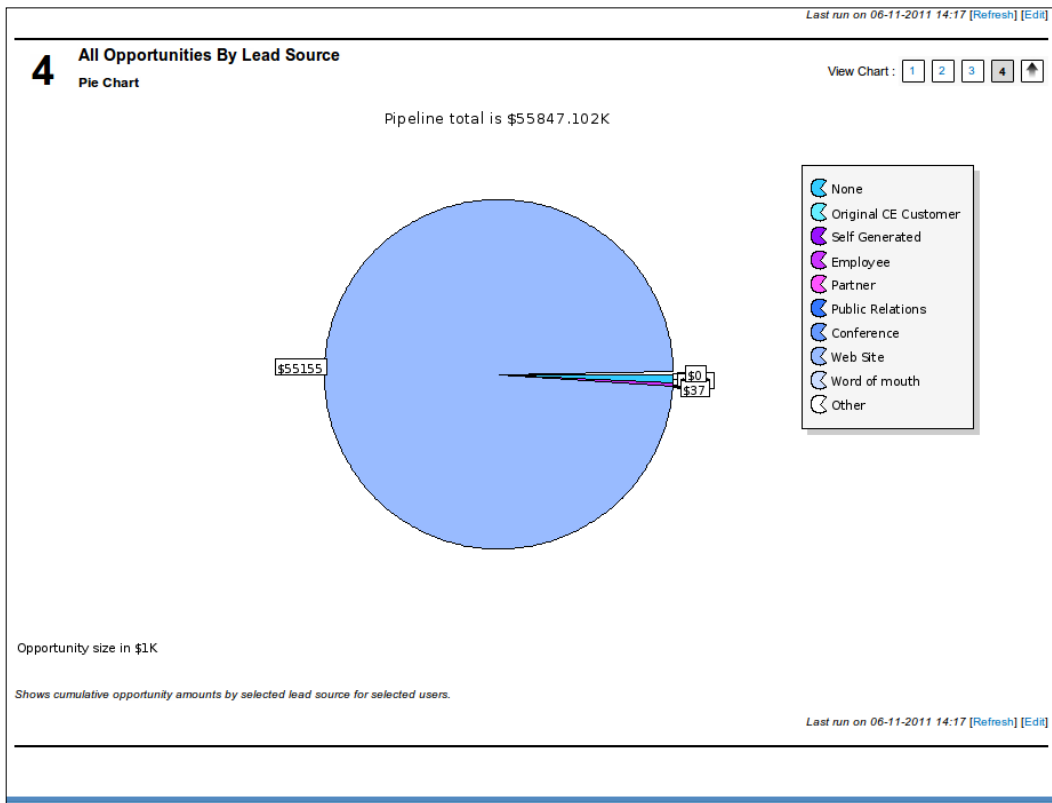 Last run on 06-11-2011 14:17 [Refresh] [Edit]
4
All Opportunities By Lead Source
Pie Chart
View Chart : 1 2 3 4
Pipeline total is $55847.102K
None
Original CE Customer
Self Generated
Employee
Partner
Public Relations
Conference
Web Site
Word of mouth
Other
$55155
$0
$37
Opportunity size in $1K
Shows cumulative opportunity amounts by selected lead source for selected users.
Last run on 06-11-2011 14:17 [Refresh] [Edit]